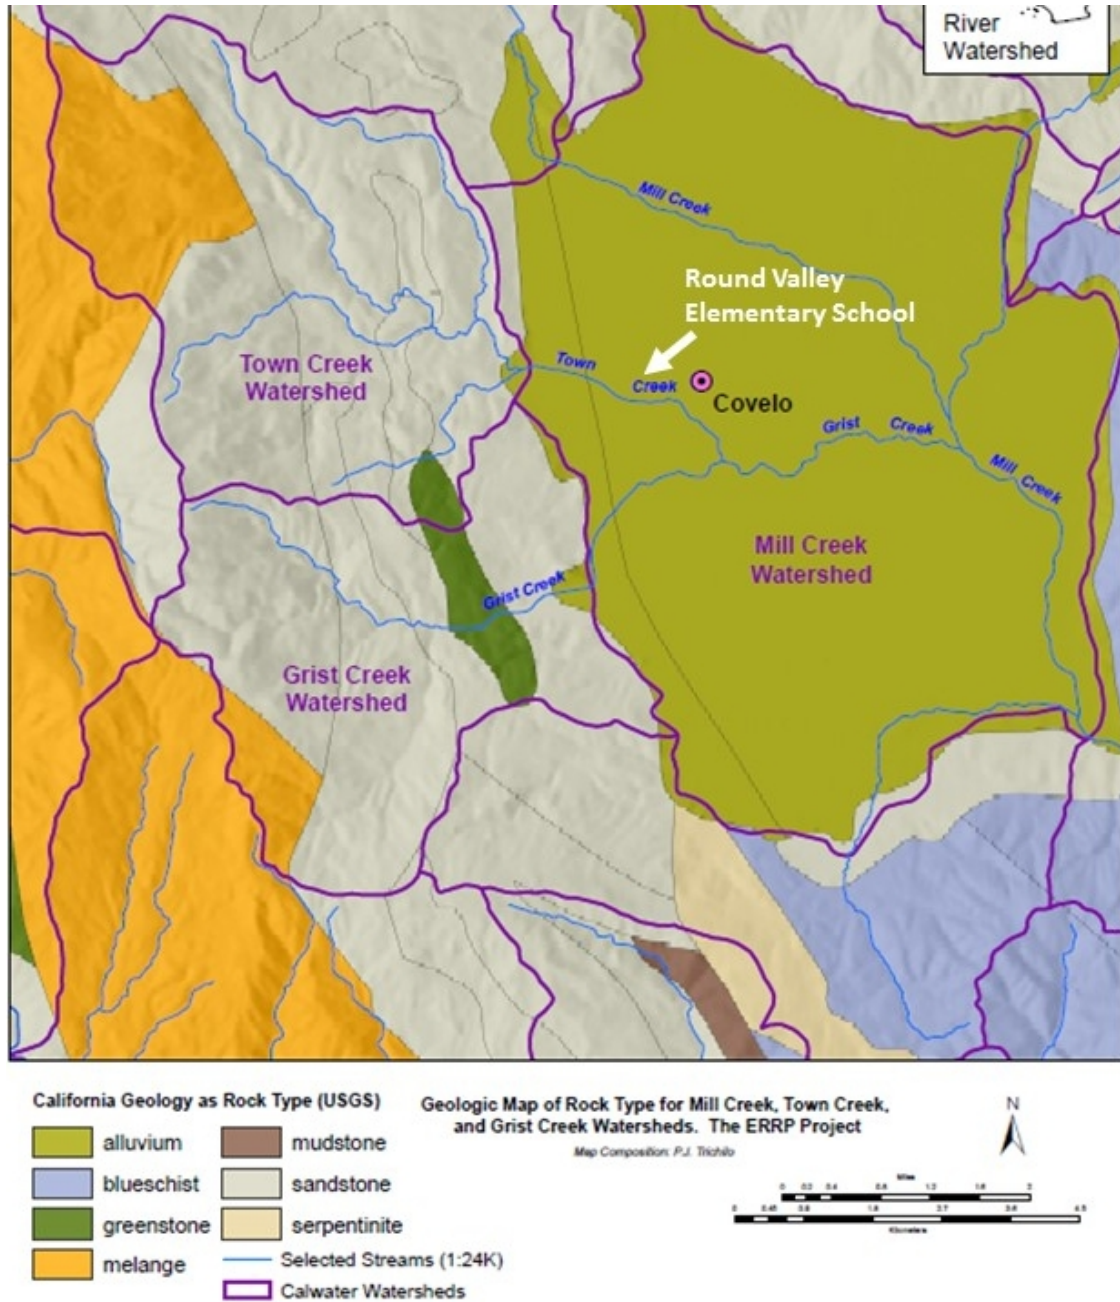 River
Watershed
Mill Creek
Round Valley
Elementary School
Town Creek
Watershed
Town
Creek
Covelo
Grist Creek
Mill Creek
Mill Creek
Watershed
Grist Creek
Grist Creek
Watershed
California Geology as Rock Type (USGS)
alluvium
mudstone
blueschist
sandstone
greenstone
serpentinite
melange
Selected Streams (1:24K)
Calwater Watersheds
Geologic Map of Rock Type for Mill Creek, Town Creek,
and Grist Creek Watersheds. The ERRP Project
Map Composition: P.J. Trichilo
N
Miles
Kilometers